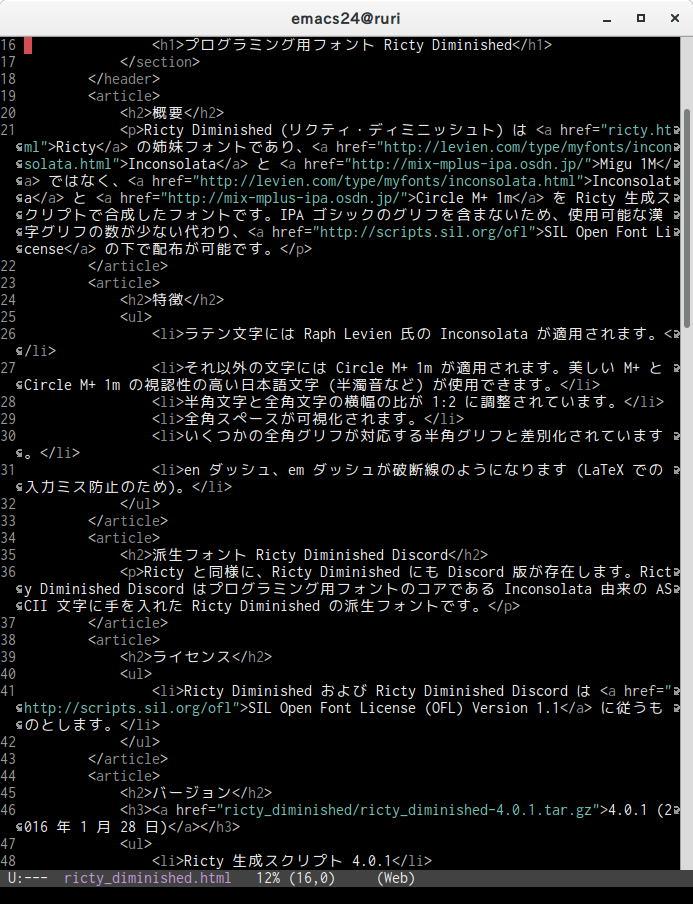 emacs24@ruri
16 <h1>プログラミング用フォント Ricty Diminished</h1>
17 </section>
18 </header>
19 <article>
20 <h2>概要</h2>
21 <p>Ricty Diminished (リクティ・ディミニッシュト) は <a href="ricty.ht
ml">Ricty</a> の姉妹フォントであり、<a href="http://levien.com/type/myfonts/incon
solata.html">Inconsolata</a> と <a href="http://mix-mplus-ipa.osdn.jp/">Migu 1M</
a> ではなく、<a href="http://levien.com/type/myfonts/inconsolata.html">Inconsolat
a</a> と <a href="http://mix-mplus-ipa.osdn.jp/">Circle M+ 1m</a> を Ricty 生成ス
クリプトで合成したフォントです。IPA ゴシックのグリフを含まないため、使用可能な漢
字グリフの数が少ない代わり、<a href="http://scripts.sil.org/ofl">SIL Open Font Li
cense</a> の下で配布が可能です。</p>
22 </article>
23 <article>
24 <h2>特徴</h2>
25 <ul>
26 <li>ラテン文字には Raph Levien 氏の Inconsolata が適用されます。<
/li>
27 <li>それ以外の文字には Circle M+ 1m が適用されます。美しい M+ と
Circle M+ 1m の視認性の高い日本語文字 (半濁音など) が使用できます。</li>
28 <li>半角文字と全角文字の横幅の比が 1:2 に調整されています。</li>
29 <li>全角スペースが可視化されます。</li>
30 <li>いくつかの全角グリフが対応する半角グリフと差別化されています
。</li>
31 <li>en ダッシュ、em ダッシュが破断線のようになります (LaTeX での
入力ミス防止のため)。</li>
32 </ul>
33 </article>
34 <article>
35 <h2>派生フォント Ricty Diminished Discord</h2>
36 <p>Ricty と同様に、Ricty Diminished にも Discord 版が存在します。Rict
y Diminished Discord はプログラミング用フォントのコアである Inconsolata 由来の AS
CII 文字に手を入れた Ricty Diminished の派生フォントです。</p>
37 </article>
38 <article>
39 <h2>ライセンス</h2>
40 <ul>
41 <li>Ricty Diminished および Ricty Diminished Discord は <a href="
http://scripts.sil.org/ofl">SIL Open Font License (OFL) Version 1.1</a> に従うも
のとします。</li>
42 </ul>
43 </article>
44 <article>
45 <h2>バージョン</h2>
46 <h3><a href="ricty_diminished/ricty_diminished-4.0.1.tar.gz">4.0.1 (2
016 年 1 月 28 日)</a></h3>
47 <ul>
48 <li>Ricty 生成スクリプト 4.0.1</li>
U:--- ricty_diminished.html 12% (16,0) (Web)